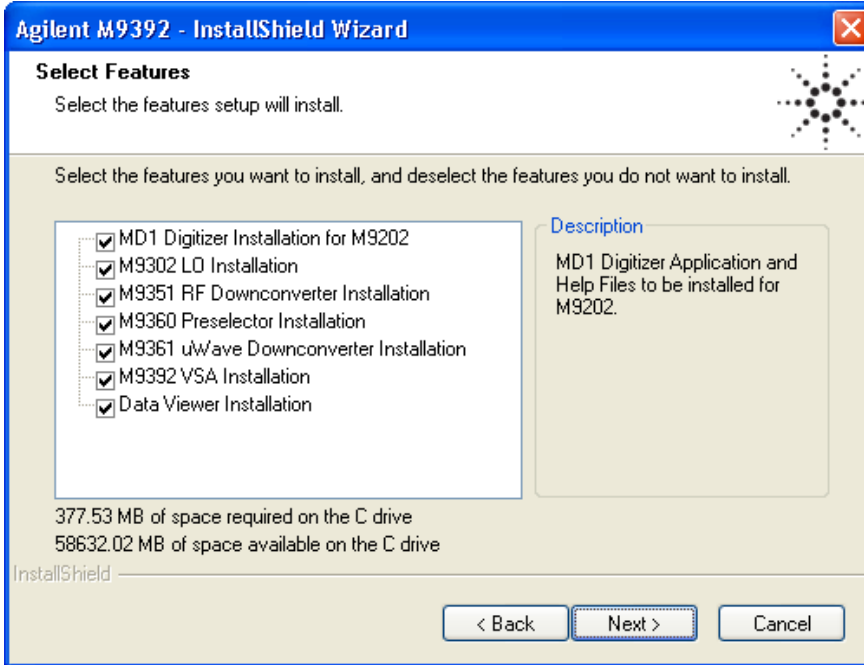 Agilent M9392 - InstallShield Wizard
Select Features
Select the features setup will install.
Select the features you want to install, and deselect the features you do not want to install.
MD1 Digitizer Installation for M9202
M9302 LO Installation
M9351 RF Downconverter Installation
M9360 Preselector Installation
M9361 uWave Downconverter Installation
M9392 VSA Installation
Data Viewer Installation
Description
MD1 Digitizer Application and
Help Files to be installed for
M9202.
377.53 MB of space required on the C drive
58632.02 MB of space available on the C drive
InstallShield
< Back
Next >
Cancel